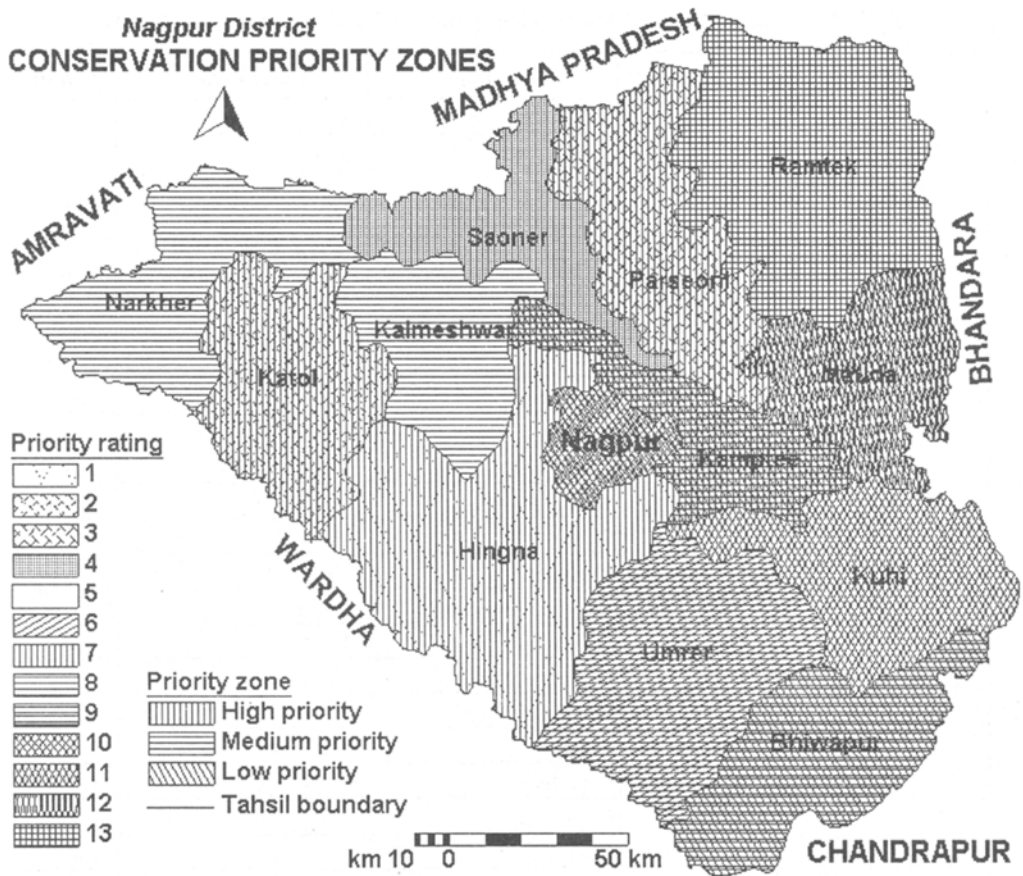 Nagpur District
CONSERVATION PRIORITY ZONES
MADHYA PRADESH
AMRAVATI
BHANDARA
WARDHA
CHANDRAPUR
Ramtek
Saoner
Parseoni
Narkher
Kalmeshwar
Katol
Mauda
Nagpur
Kamptee
Hingna
Kuhi
Umrer
Bhiwapur
Priority rating
1
2
3
4
5
6
7
8
9
10
11
12
13
Priority zone
High priority
Medium priority
Low priority
Tahsil boundary
km 10 0 50 km